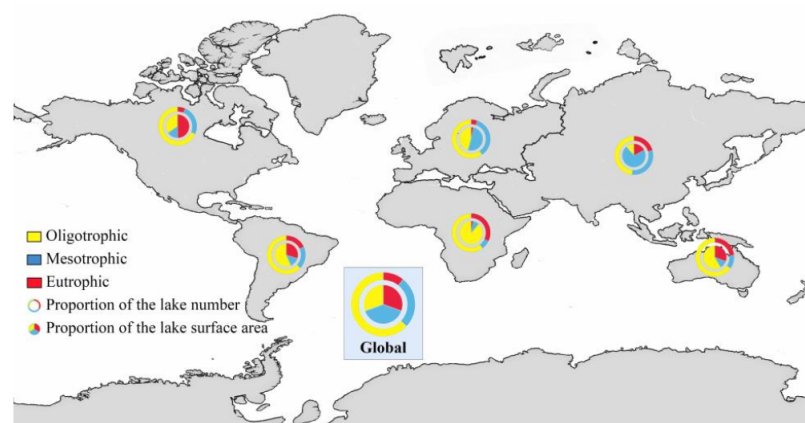 Oligotrophic
Mesotrophic
Eutrophic
Proportion of the lake number
Proportion of the lake surface area
Global